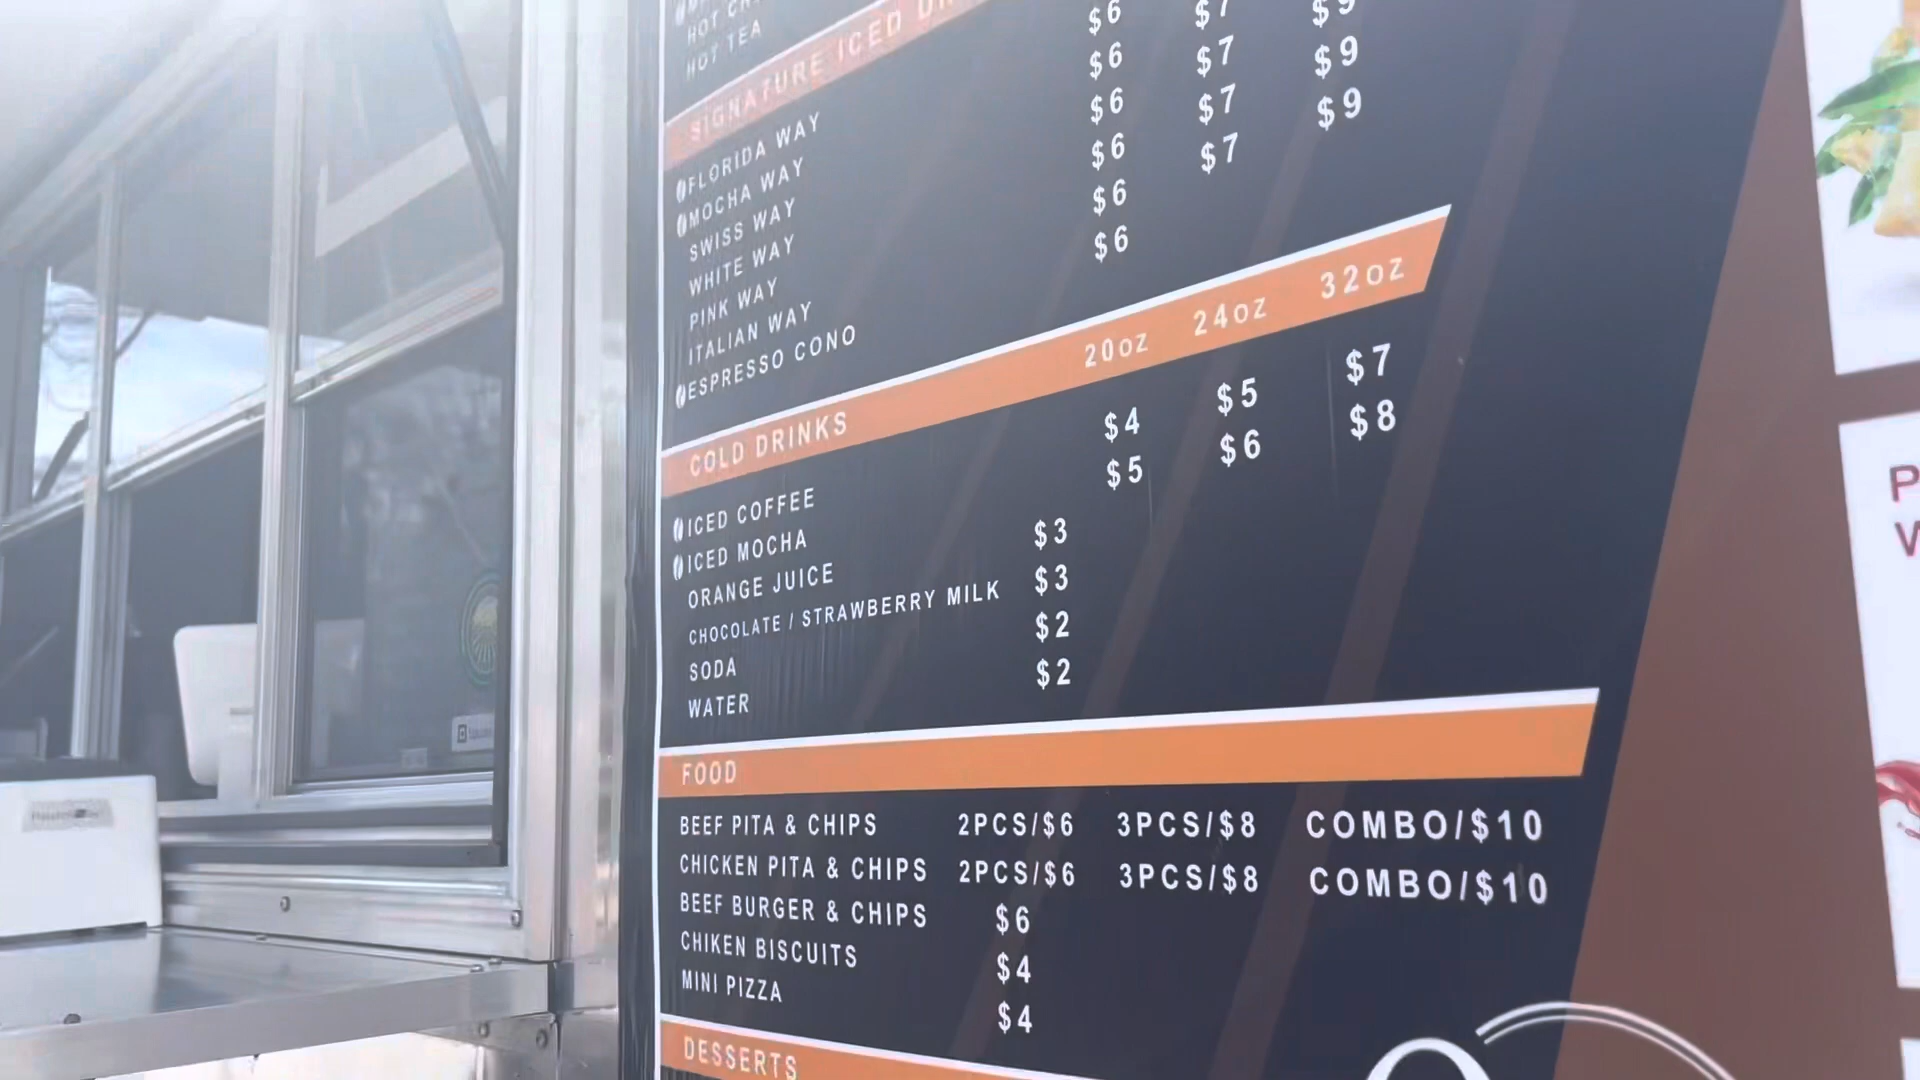 HOT TEA
SIGNATURE ICED
$6 $7 $9
FLORIDA WAY $6 $7 $9
MOCHA WAY $6 $7 $9
SWISS WAY $6 $7
WHITE WAY $6
PINK WAY $6
ITALIAN WAY
ESPRESSO CONO
COLD DRINKS 20oz 24oz 32oz
ICED COFFEE $4 $5 $7
ICED MOCHA $5 $6 $8
ORANGE JUICE $3
CHOCOLATE / STRAWBERRY MILK $3
SODA $2
WATER $2
FOOD
BEEF PITA & CHIPS 2PCS/$6 3PCS/$8 COMBO/$10
CHICKEN PITA & CHIPS 2PCS/$6 3PCS/$8 COMBO/$10
BEEF BURGER & CHIPS $6
CHIKEN BISCUITS $4
MINI PIZZA $4
DESSERTS